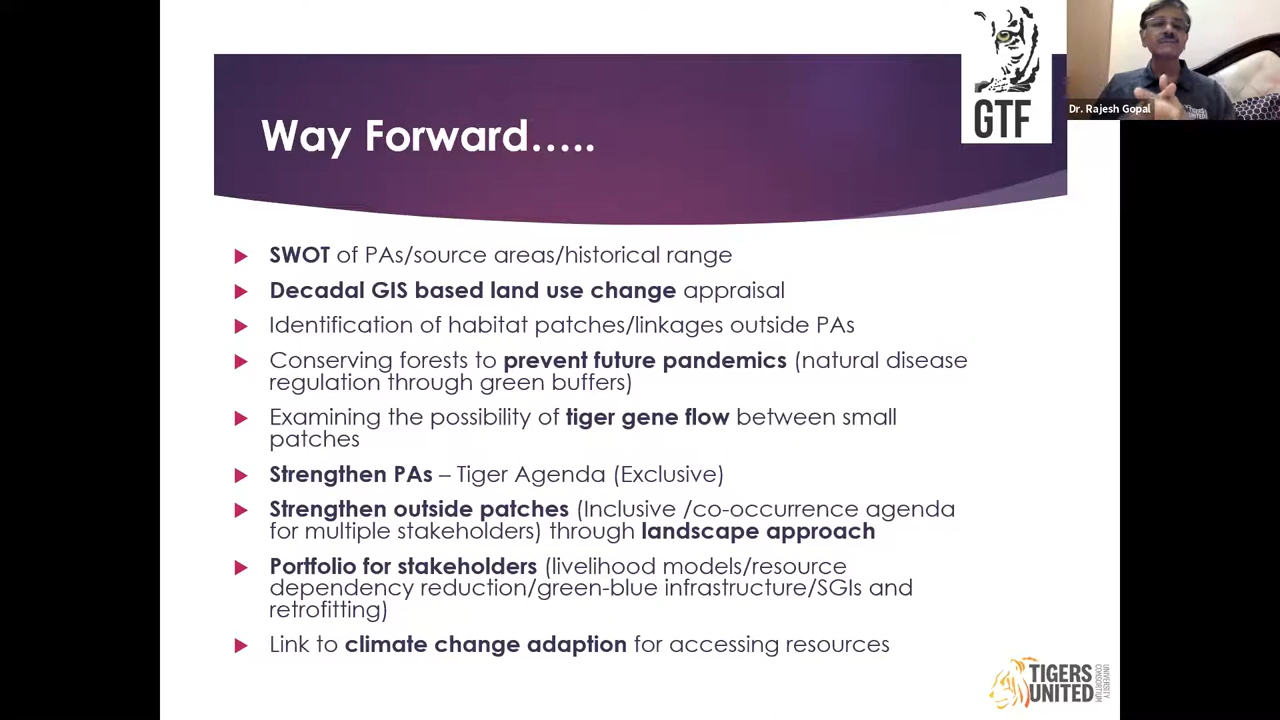 GTF
Dr. Rajesh Gopal
Way Forward…..
SWOT of PAs/source areas/historical range
Decadal GIS based land use change appraisal
Identification of habitat patches/linkages outside PAs
Conserving forests to prevent future pandemics (natural disease
regulation through green buffers)
Examining the possibility of tiger gene flow between small
patches
Strengthen PAs – Tiger Agenda (Exclusive)
Strengthen outside patches (Inclusive /co-occurrence agenda
for multiple stakeholders) through landscape approach
Portfolio for stakeholders (livelihood models/resource
dependency reduction/green-blue infrastructure/SGIs and
retrofitting)
Link to climate change adaption for accessing resources
TIGERS
UNITED
UNIVERSITY
CONSORTIUM